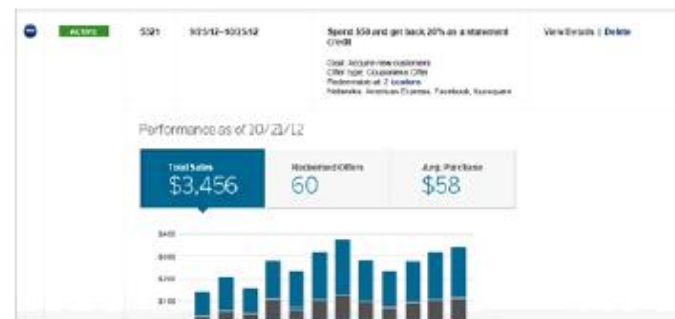 ACTIVE 5321 9/25/12–10/25/12 Spend $50 and get back 20% as a statement View Details | Delete
credit
Goal: Acquire new customers
Offer type: Couponless Offer
Redeemable at: 2 locations
Networks: American Express, Facebook, foursquare
Performance as of 10/21/12
Total Sales Redeemed Offers Avg. Purchase
$3,456 60 $58
$400
$300
$200
$100